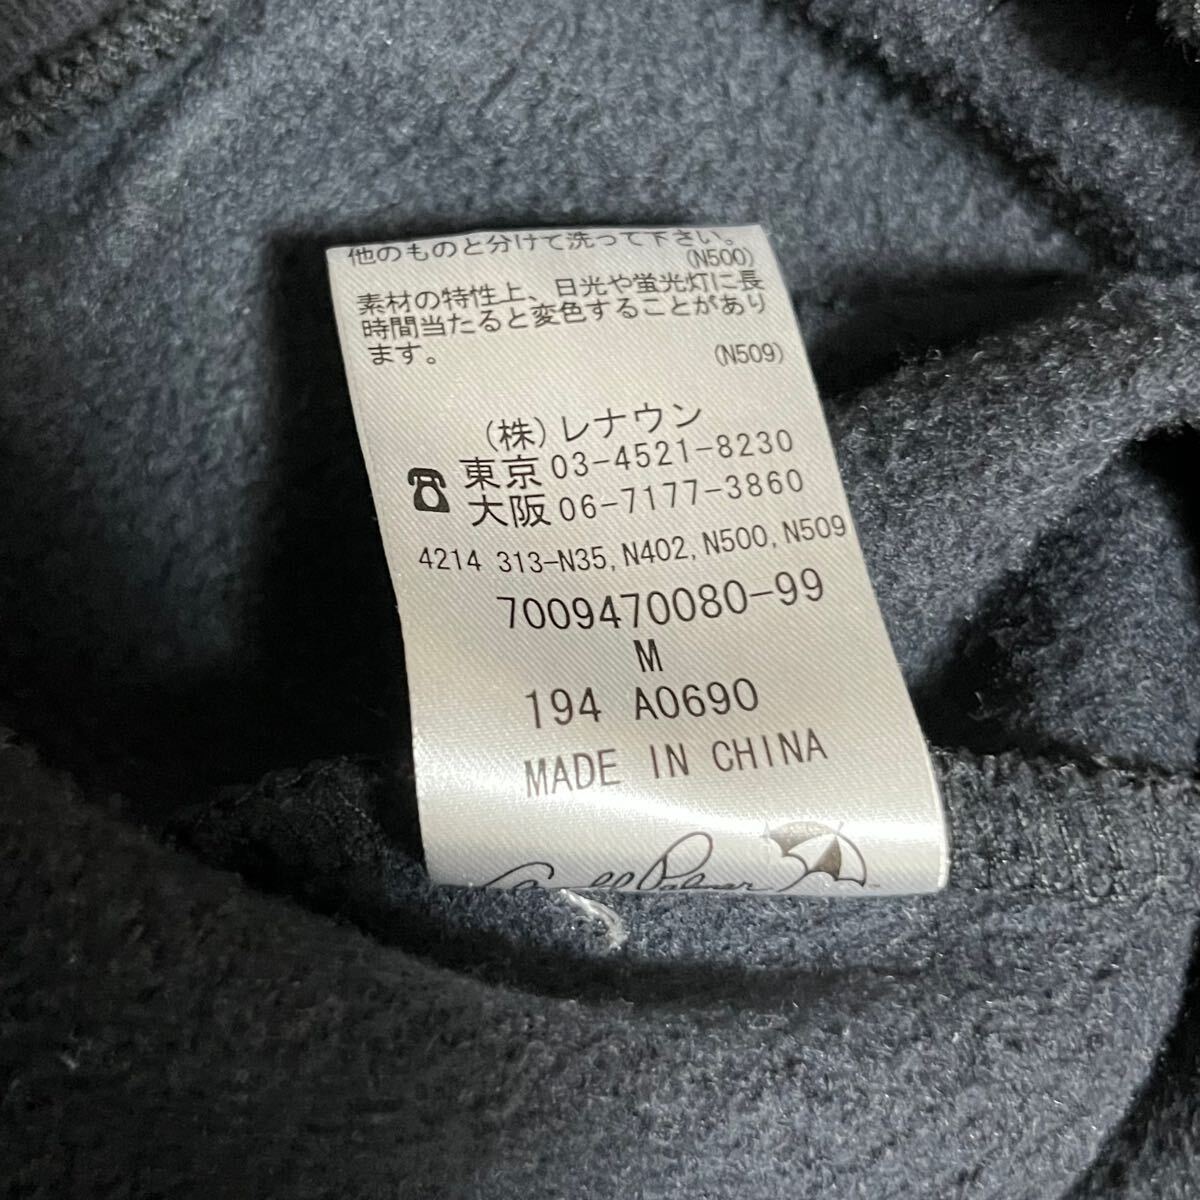 他のものと分けて洗って下さい。
(N500)
素材の特性上、日光や蛍光灯に長
時間当たると変色することがあり
ます。
(N509)
(株)レナウン
東京 03-4521-8230
大阪 06-7177-3860
4214 313-N35, N402, N500, N509
7009470080-99
M
194 A0690
MADE IN CHINA
Arnold Palmer